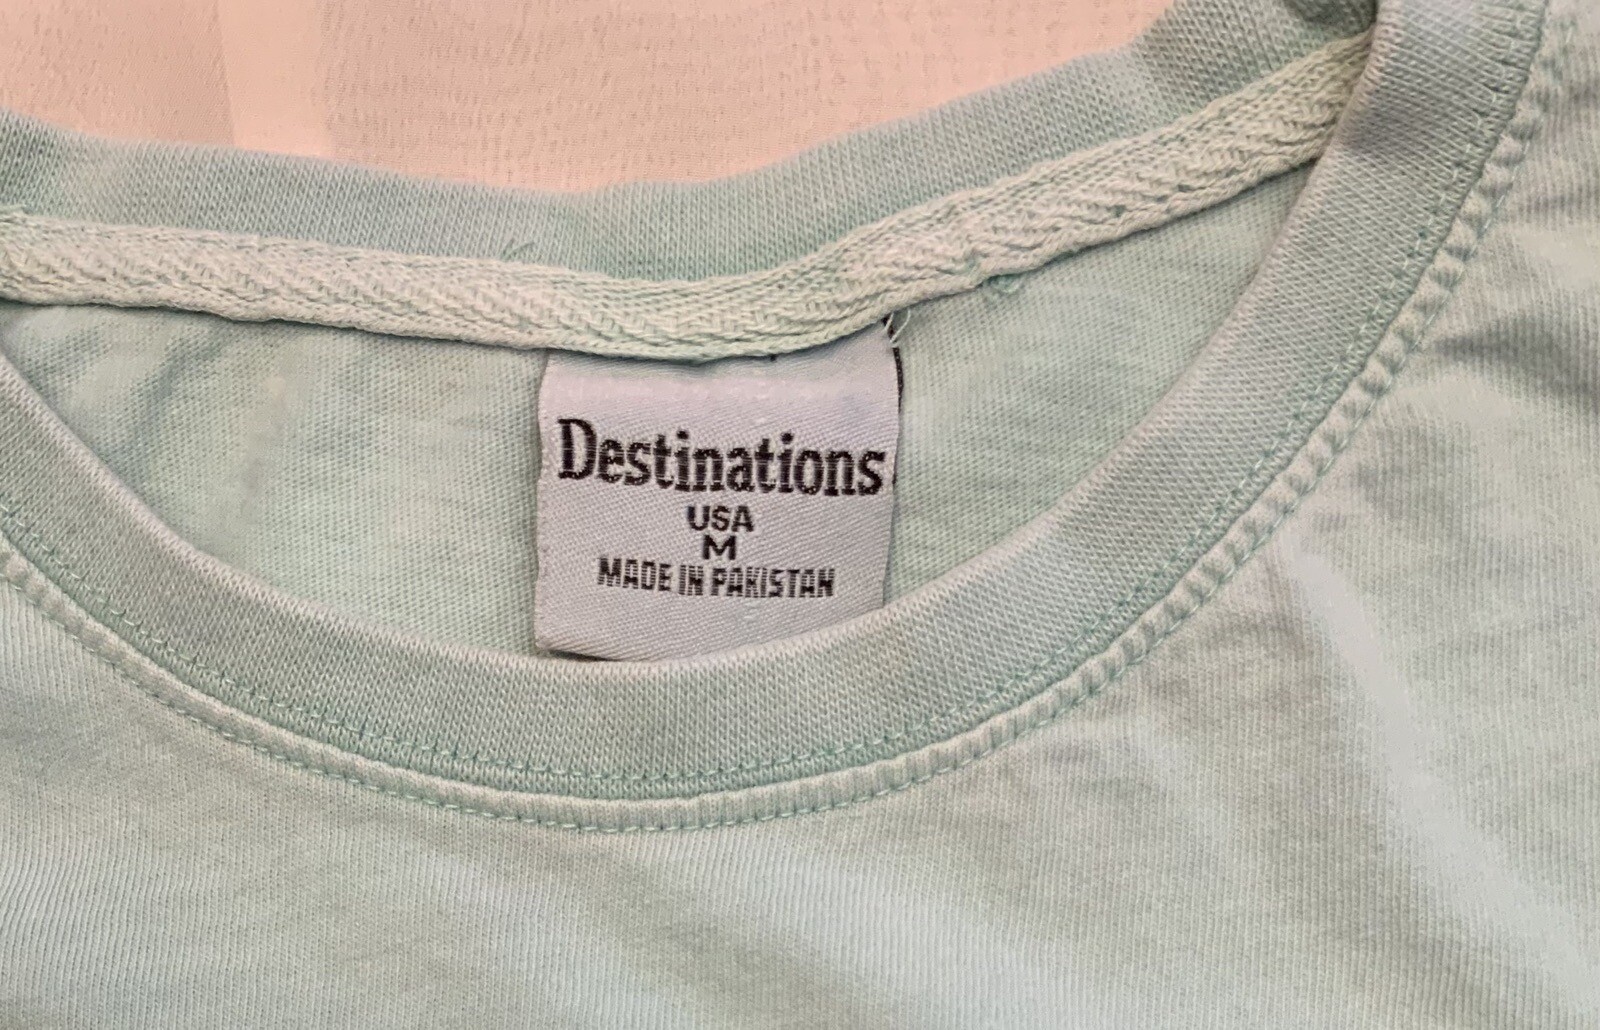 Destinations
USA
M
MADE IN PAKISTAN